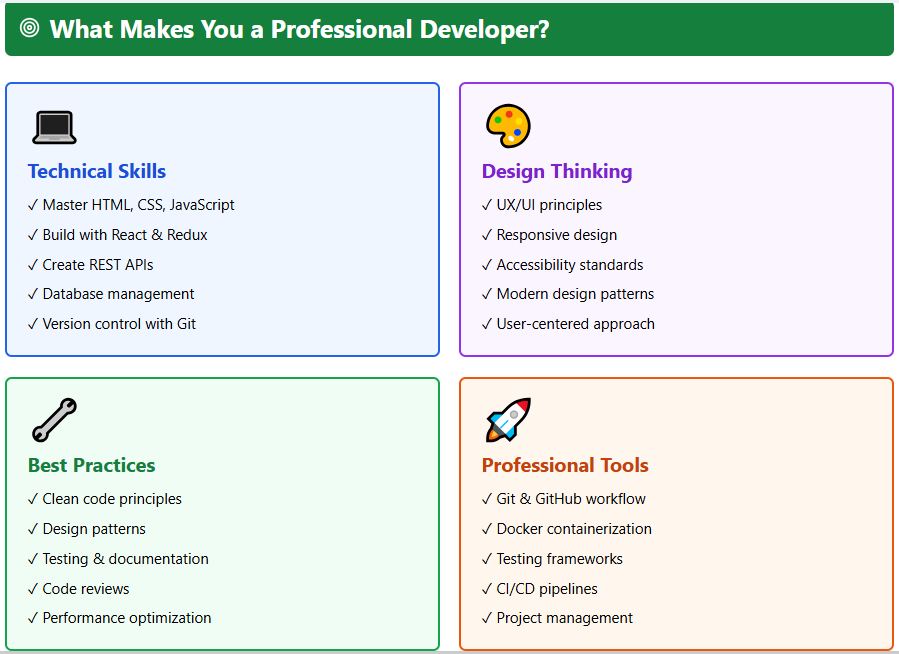 What Makes You a Professional Developer?
Technical Skills
✓ Master HTML, CSS, JavaScript
✓ Build with React & Redux
✓ Create REST APIs
✓ Database management
✓ Version control with Git
Design Thinking
✓ UX/UI principles
✓ Responsive design
✓ Accessibility standards
✓ Modern design patterns
✓ User-centered approach
Best Practices
✓ Clean code principles
✓ Design patterns
✓ Testing & documentation
✓ Code reviews
✓ Performance optimization
Professional Tools
✓ Git & GitHub workflow
✓ Docker containerization
✓ Testing frameworks
✓ CI/CD pipelines
✓ Project management